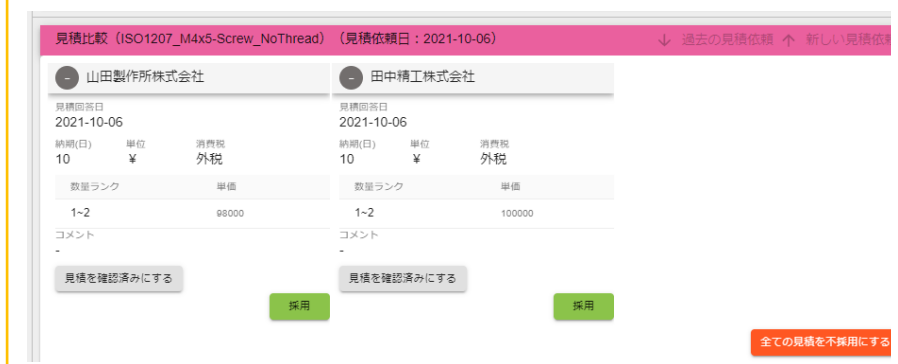 見積比較（ISO1207_M4x5-Screw_NoThread）（見積依頼日：2021-10-06） ↓ 過去の見積依頼 ↑ 新しい見積依頼
- 山田製作所株式会社
見積回答日
2021-10-06
納期(日) 単位 消費税
10 ¥ 外税
数量ランク 単価
1~2 98000
コメント
-
見積を確認済みにする
採用
- 田中精工株式会社
見積回答日
2021-10-06
納期(日) 単位 消費税
10 ¥ 外税
数量ランク 単価
1~2 100000
コメント
-
見積を確認済みにする
採用
全ての見積を不採用にする